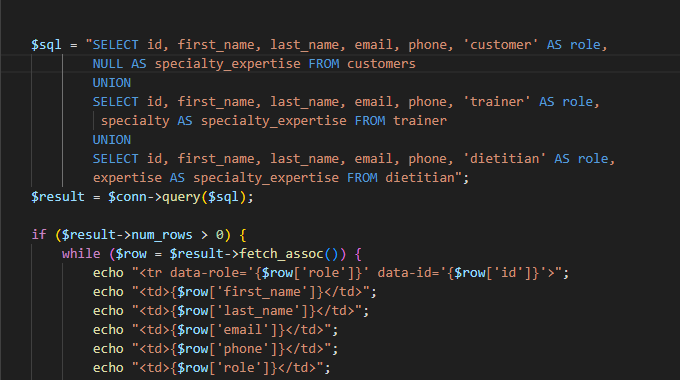 $sql = "SELECT id, first_name, last_name, email, phone, 'customer' AS role,
NULL AS specialty_expertise FROM customers
UNION
SELECT id, first_name, last_name, email, phone, 'trainer' AS role,
specialty AS specialty_expertise FROM trainer
UNION
SELECT id, first_name, last_name, email, phone, 'dietitian' AS role,
expertise AS specialty_expertise FROM dietitian";
$result = $conn->query($sql);
if ($result->num_rows > 0) {
while ($row = $result->fetch_assoc()) {
echo "<tr data-role='{$row['role']}' data-id='{$row['id']}'>";
echo "<td>{$row['first_name']}</td>";
echo "<td>{$row['last_name']}</td>";
echo "<td>{$row['email']}</td>";
echo "<td>{$row['phone']}</td>";
echo "<td>{$row['role']}</td>";